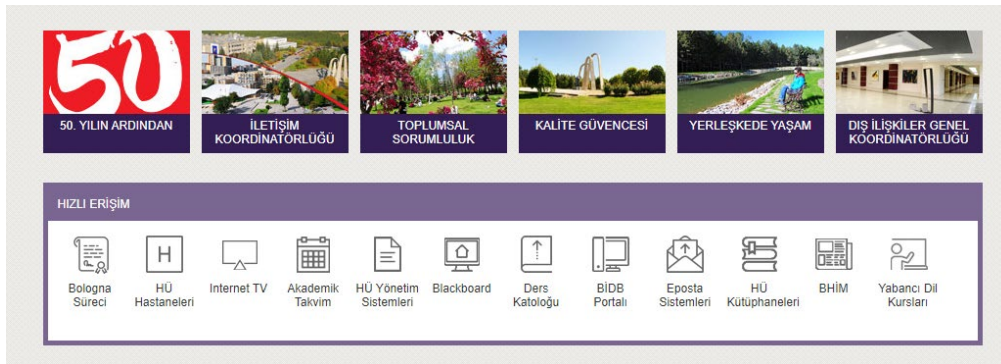 50
50. YILIN ARDINDAN
İLETİŞİM
KOORDİNATÖRLÜĞÜ
TOPLUMSAL
SORUMLULUK
KALİTE GÜVENCESİ
YERLEŞKEDE YAŞAM
DIŞ İLİŞKİLER GENEL
KOORDİNATÖRLÜĞÜ
HIZLI ERİŞİM
H
Bologna
Süreci
HÜ
Hastaneleri
Internet TV
Akademik
Takvim
HÜ Yönetim
Sistemleri
Blackboard
Ders
Kataloğu
BİDB
Portalı
Eposta
Sistemleri
HÜ
Kütüphaneleri
BHİM
Yabancı Dil
Kursları